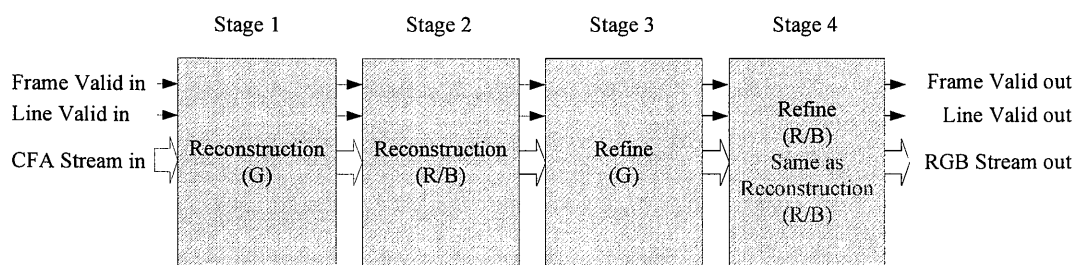 Stage 1 Stage 2 Stage 3 Stage 4
Frame Valid in
Line Valid in
CFA Stream in
Reconstruction
(G)
Reconstruction
(R/B)
Refine
(G)
Refine
(R/B)
Same as
Reconstruction
(R/B)
Frame Valid out
Line Valid out
RGB Stream out